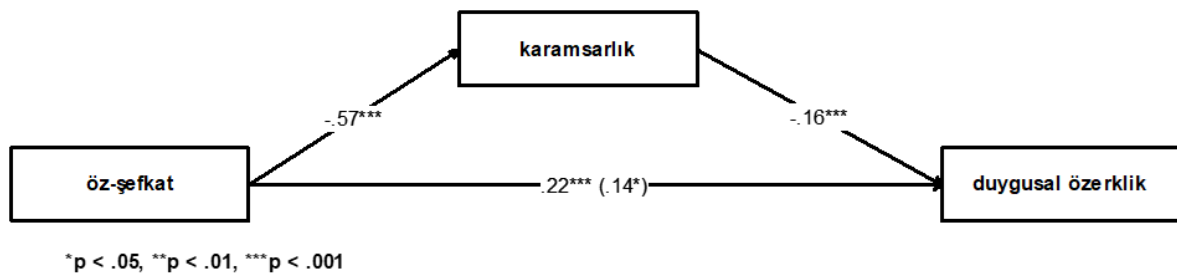 karamsarlık
-.57***
-.16***
öz-şefkat
.22*** (.14*)
duygusal özerklik
*p < .05, **p < .01, ***p < .001